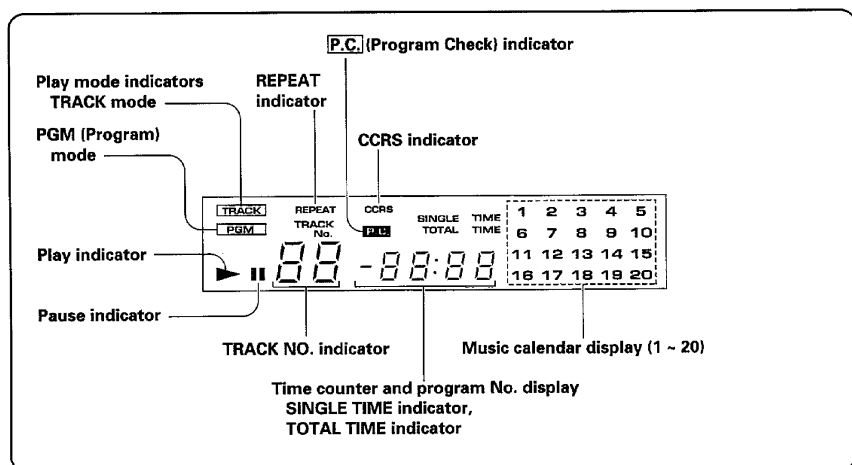 P.C. (Program Check) indicator
Play mode indicators
TRACK mode
REPEAT
indicator
PGM (Program)
mode
CCRS indicator
TRACK
REPEAT
CCRS
SINGLE TIME
1 2 3 4 5
PGM
TRACK
No.
P.C.
TOTAL TIME
6 7 8 9 10
Play indicator
88
-88:88
11 12 13 14 15
16 17 18 19 20
Pause indicator
TRACK NO. indicator
Music calendar display (1 ~ 20)
Time counter and program No. display
SINGLE TIME indicator,
TOTAL TIME indicator